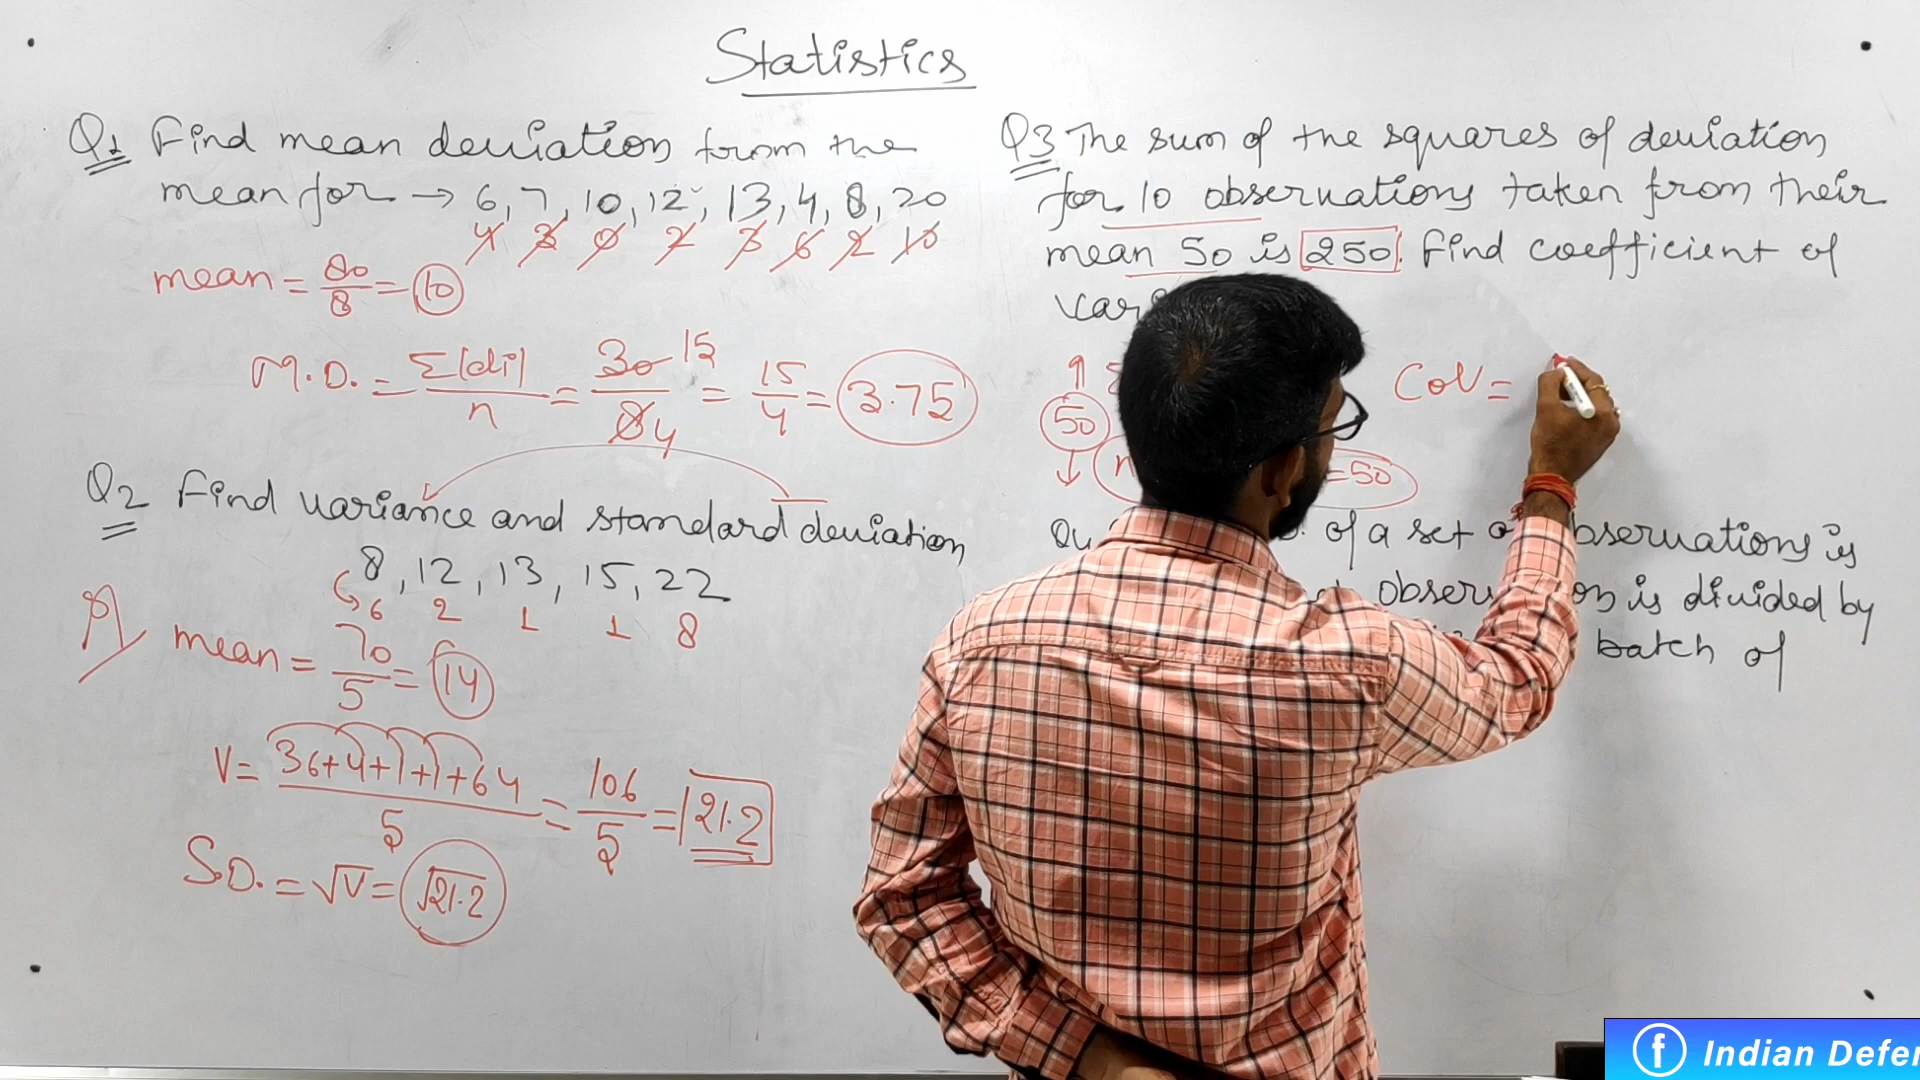 Statistics
Q1 Find mean deviation from the
mean for → 6, 7, 10, 12, 13, 4, 8, 20
4 3 0 2 3 6 2 10
mean = 80/8 = 10
M.D. = Σ|di|/n = 30/8 15/4 = 15/4 = 3.75
Q2 Find variance and standard deviation
8, 12, 13, 15, 22
6 2 1 1 8
mean = 70/5 = 14
V = 36+4+1+1+64/5 = 106/5 = 21.2
S.D. = √V = √21.2
Q3 The sum of the squares of deviation
for 10 observations taken from their
mean 50 is 250. Find coefficient of
50
n
= 50
COV =
of a set of observations is
observation is divided by
batch of
Indian Defen